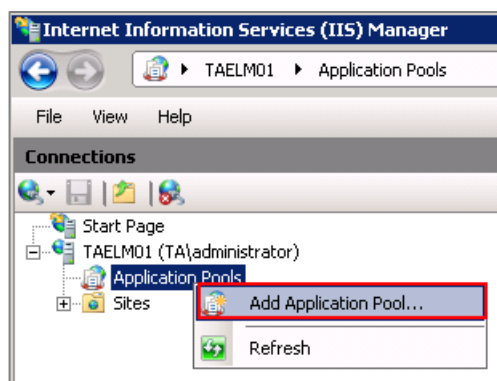 Internet Information Services (IIS) Manager
TAELM01 Application Pools
File View Help
Connections
Start Page
TAELM01 (TA\administrator)
Application Pools
Sites
Add Application Pool...
Refresh